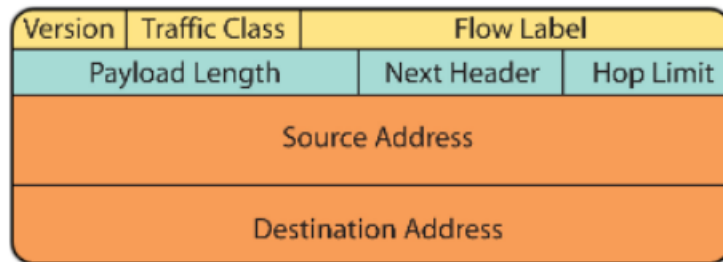 Version Traffic Class Flow Label
Payload Length Next Header Hop Limit
Source Address
Destination Address